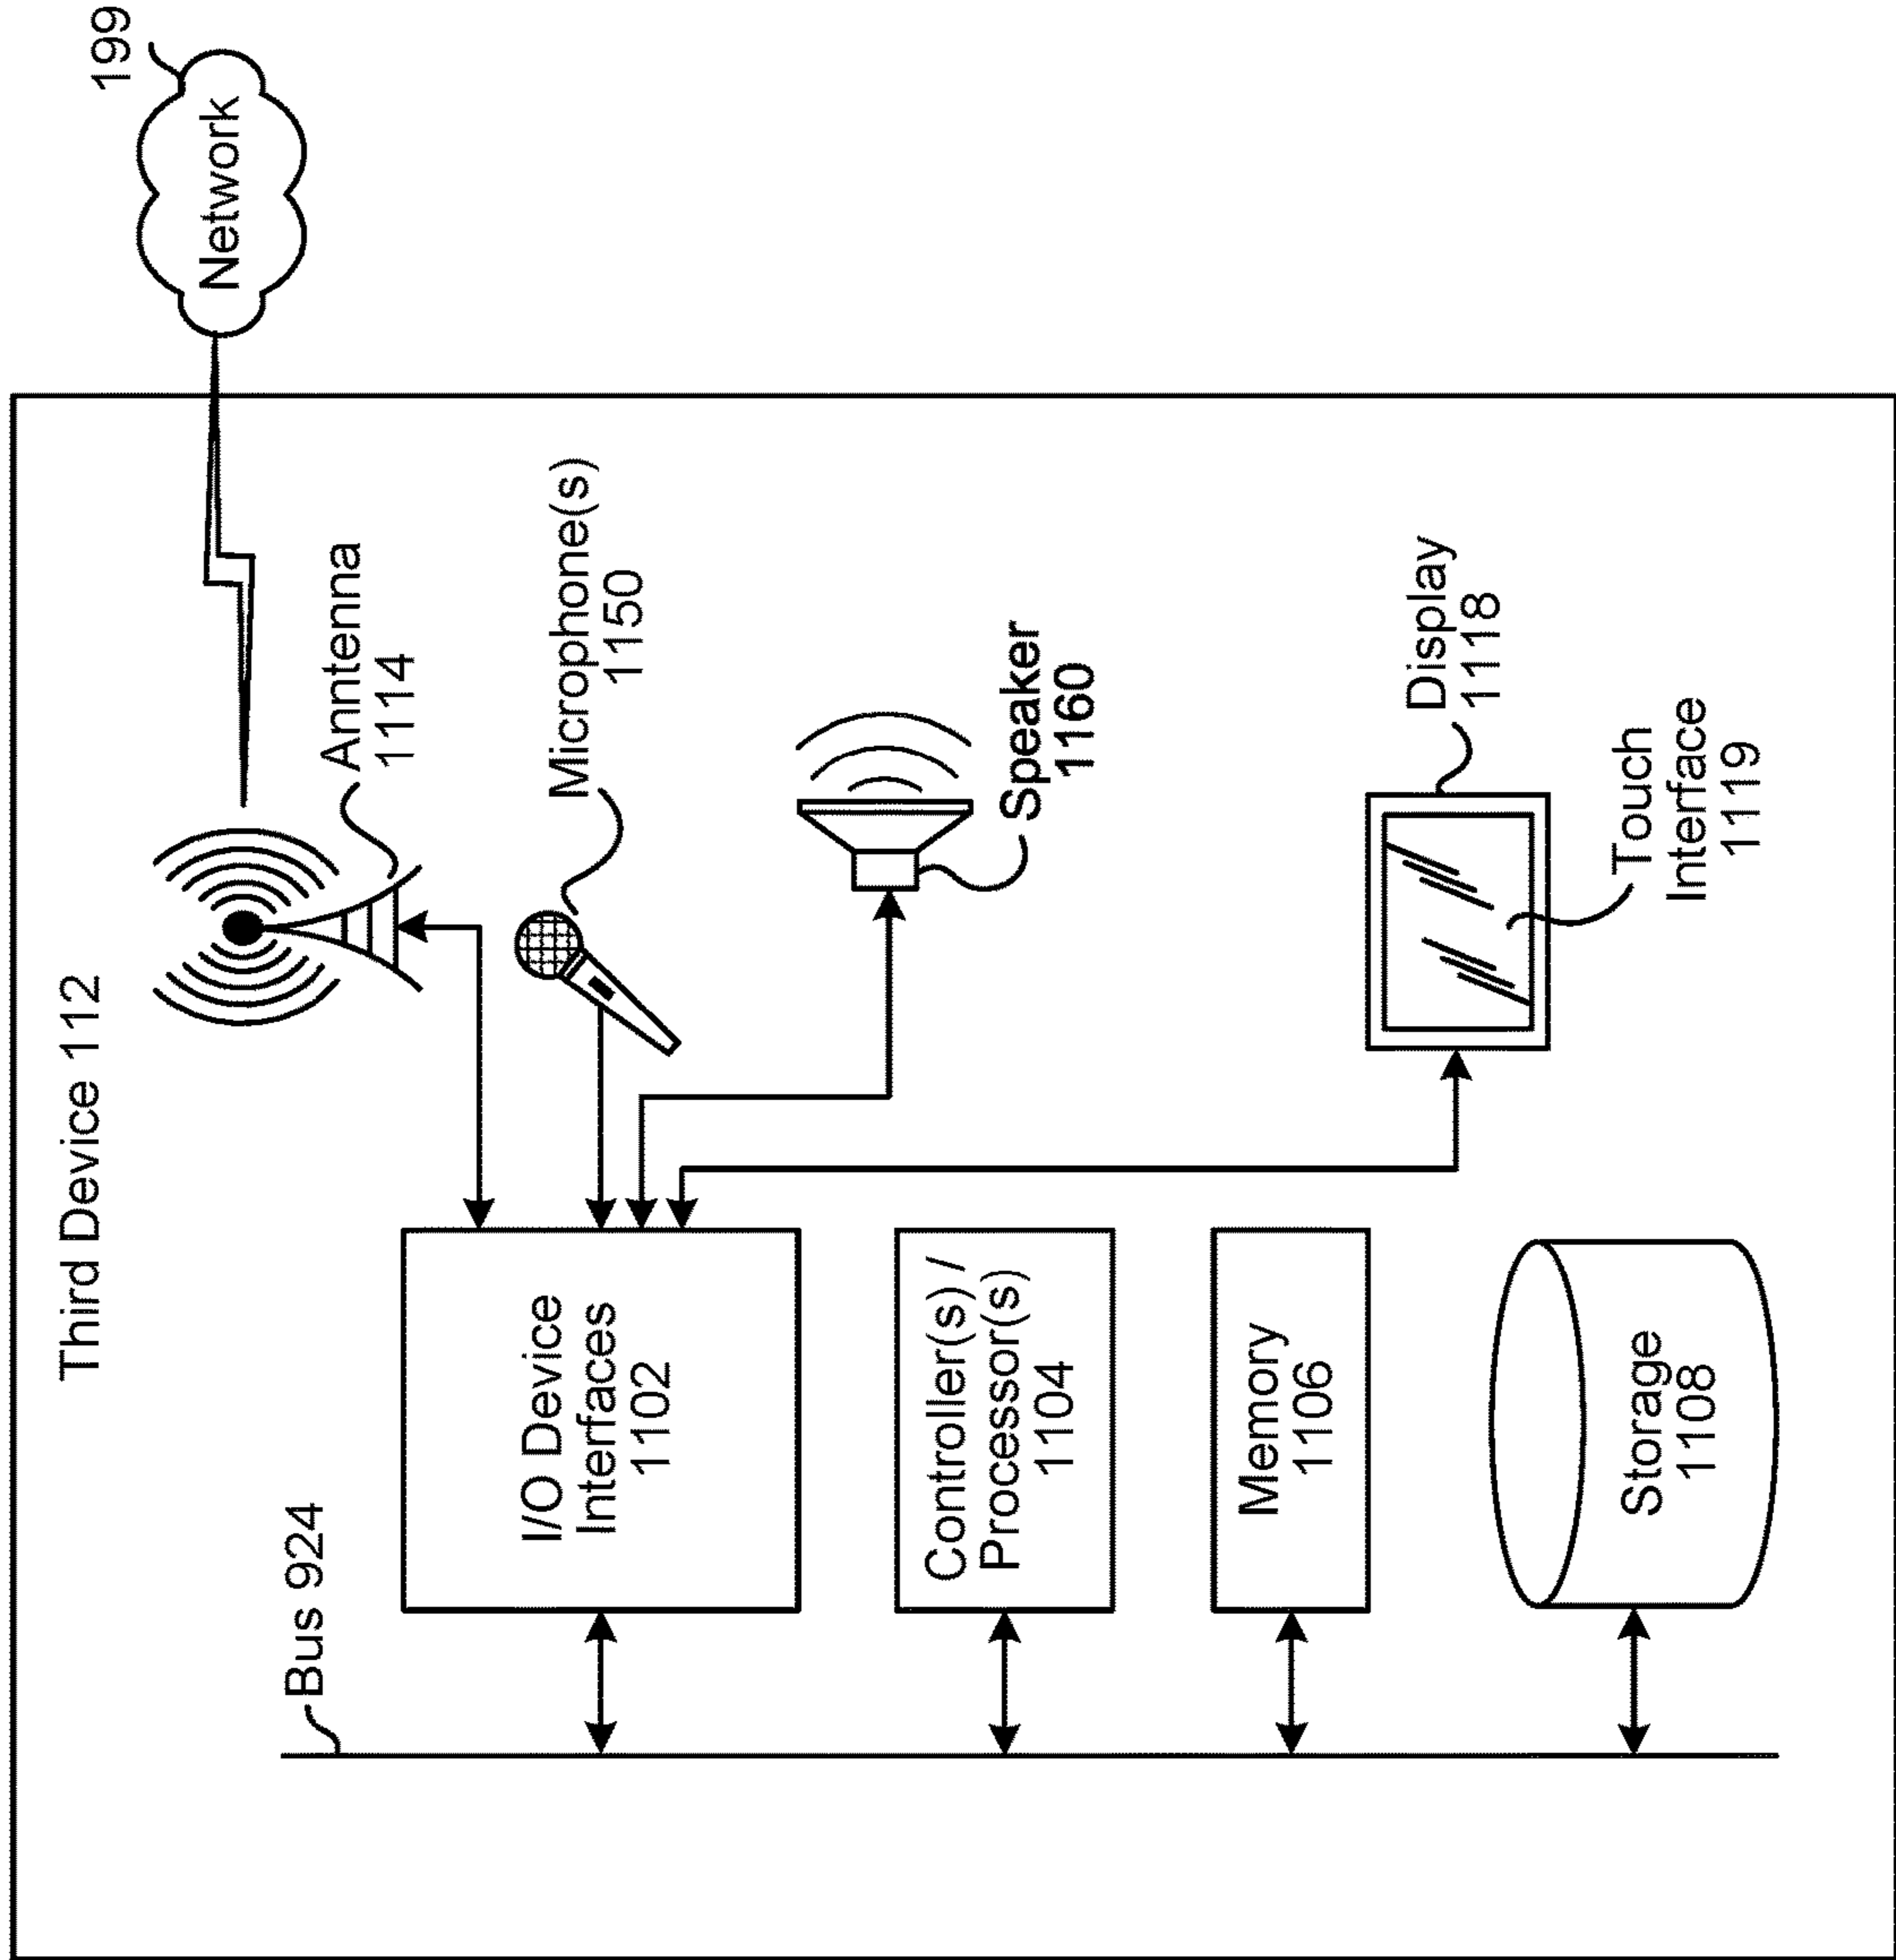 Third Device 112
199
Network
Bus 924
Antenna
1114
I/O Device
Interfaces
1102
Microphone(s)
1150
Controller(s) /
Processor(s)
1104
Speaker
1160
Memory
1106
Display
1118
Storage
1108
Touch
Interface
1119